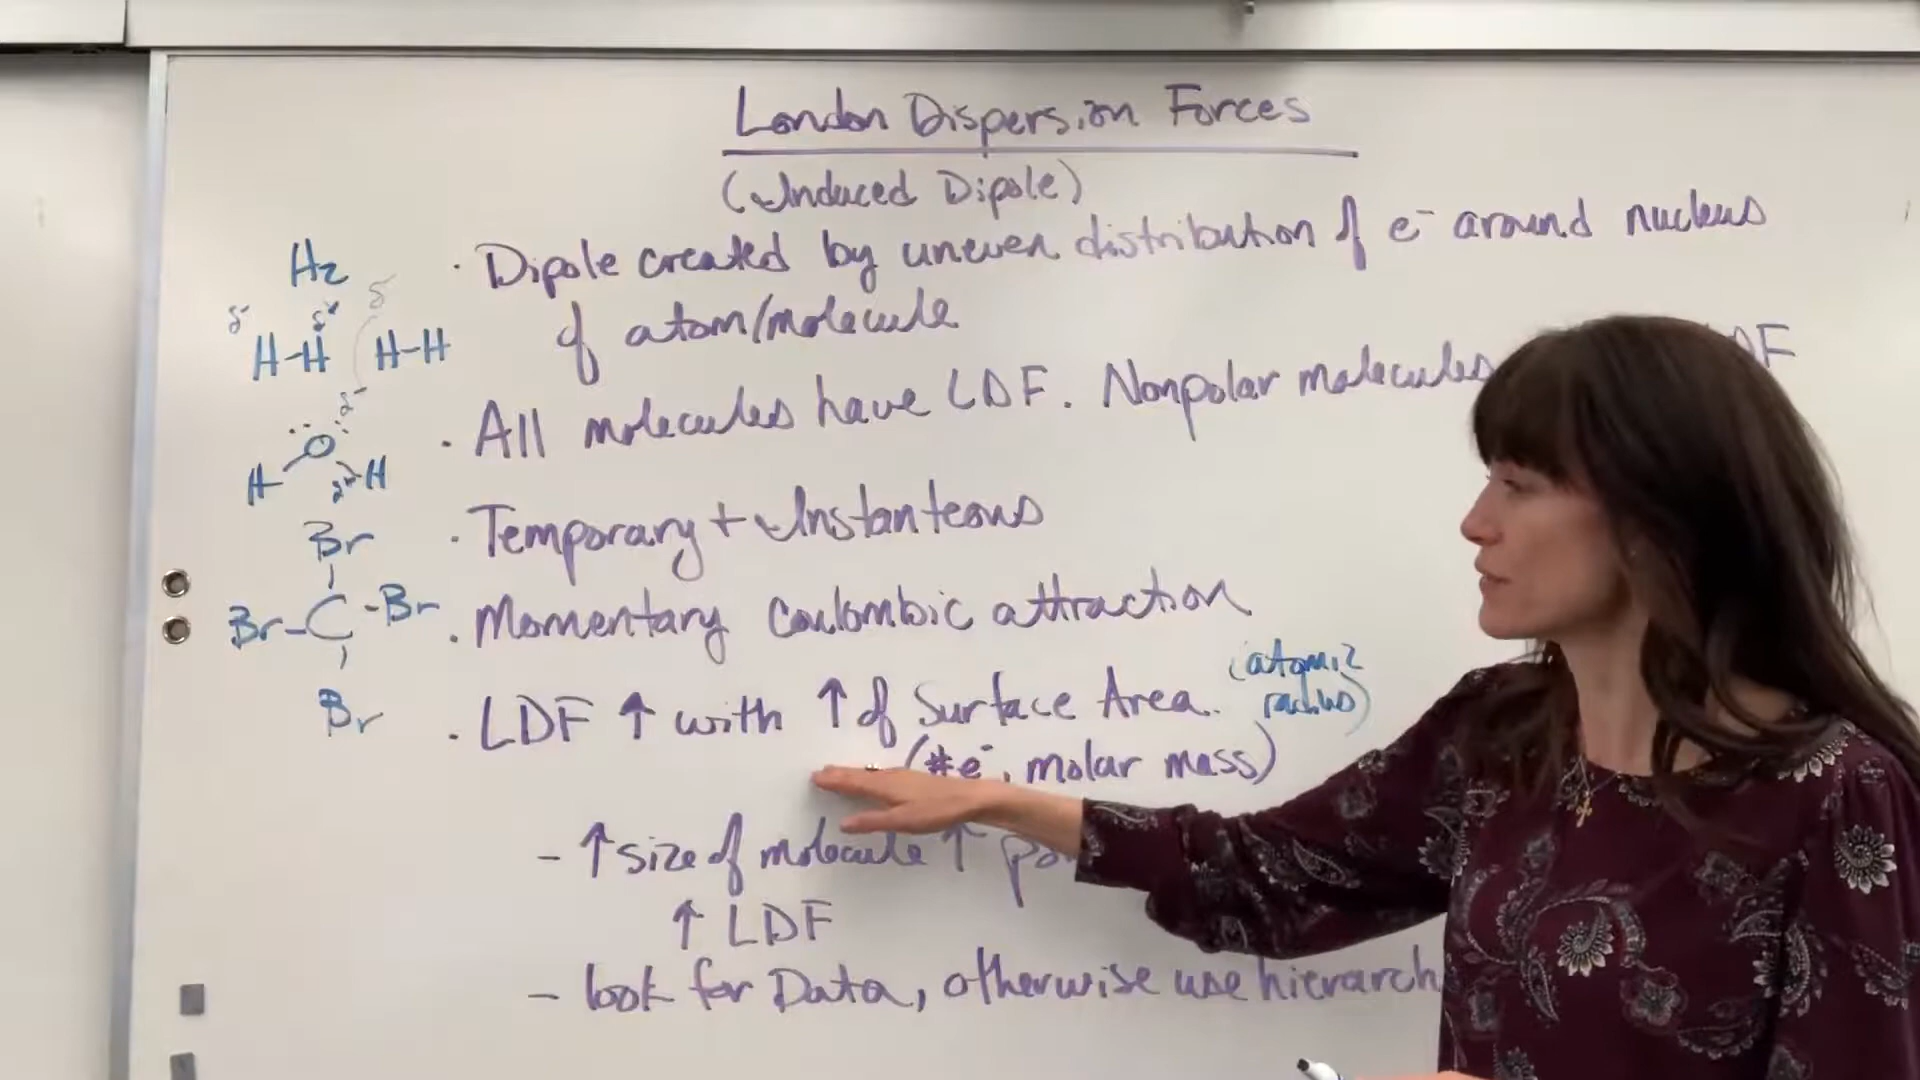 London Dispersion Forces
(Induced Dipole)
· Dipole created by uneven distribution of e⁻ around nucleus
of atom/molecule
· All molecules have LDF. Nonpolar molecules
· Temporary + Instanteous
· Momentary Coulombic attraction
· LDF ↑ with ↑ of Surface Area. (atomic
radius)
(#e⁻, molar mass)
- ↑ size of molecule ↑
↑ LDF
- look for Data, otherwise use hierarch
H₂
δ⁻ δ⁺ δ⁻
H-H H-H
δ⁻
O
H δ⁺ H
Br
Br-C-Br
Br